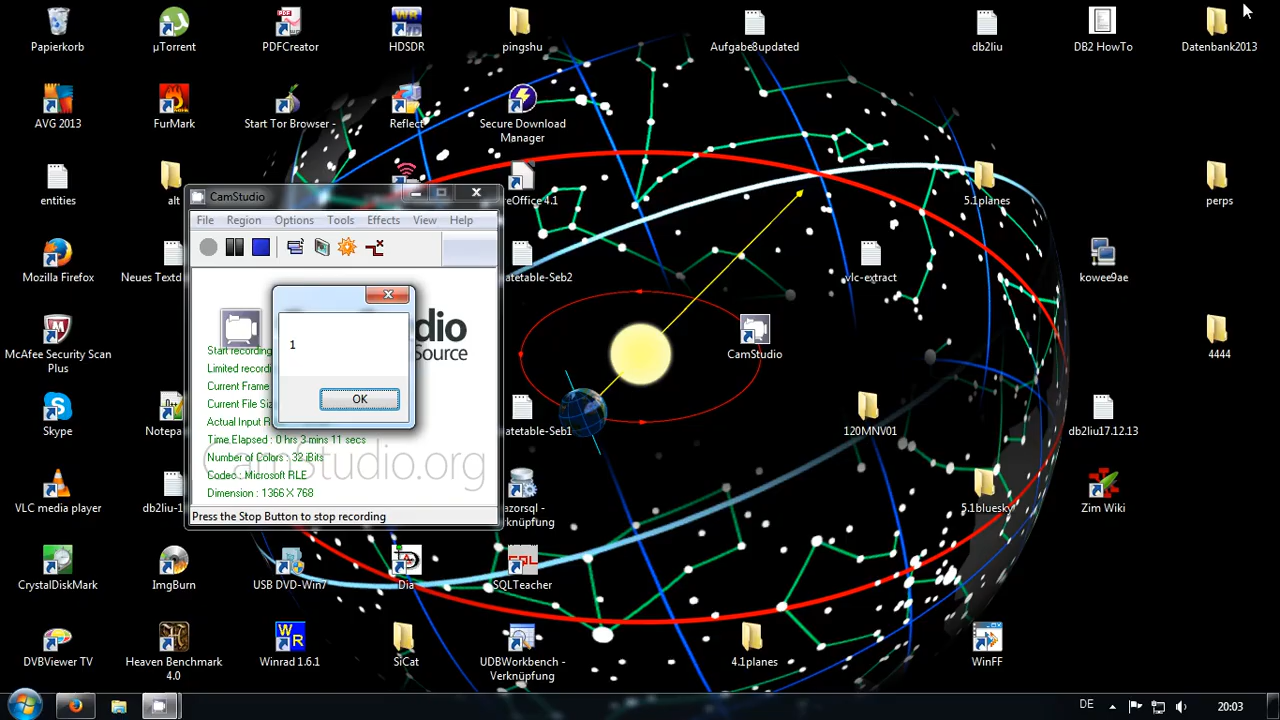 Papierkorb
µTorrent
PDFCreator
HDSDR
pingshu
Aufgabe8updated
db2liu
DB2 HowTo
Datenbank2013
AVG 2013
FurMark
Start Tor Browser -
Reflect
Secure Download
Manager
entities
alt
reOffice 4.1
5.1planes
perps
CamStudio
File Region Options Tools Effects View Help
Mozilla Firefox
Neues Textd
atetable-Seb2
vlc-extract
kowee9ae
McAfee Security Scan
Plus
1
OK
dio
Source
Start recording
Limited recordi
Current Frame
Current File Siz
Actual Input R
Time Elapsed : 0 hrs 3 mins 11 secs
Number of Colors : 32 Bits
Codec : Microsoft RLE
Dimension : 1366 X 768
CamStudio.org
Press the Stop Button to stop recording
CamStudio
4444
Skype
Notepa
atetable-Seb1
120MNV01
db2liu17.12.13
VLC media player
db2liu-1
azorsql -
rknüpfung
5.1bluesky
Zim Wiki
CrystalDiskMark
ImgBurn
USB DVD-Win7
Dia
SQL
SQLTeacher
DVBViewer TV
Heaven Benchmark
4.0
Winrad 1.6.1
SiCat
UDBWorkbench -
Verknüpfung
4.1planes
WinFF
DE
20:03